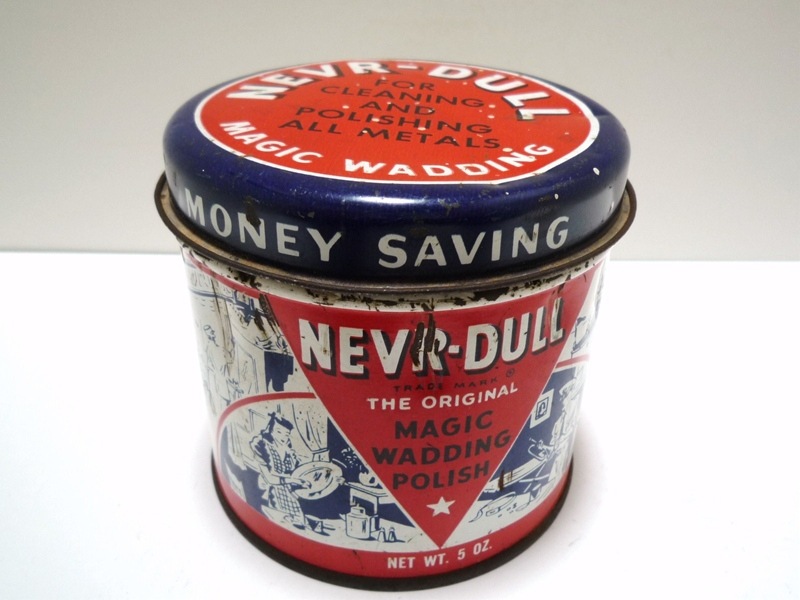 NEVR-DULL
FOR
CLEANING
AND
POLISHING
ALL METALS
MAGIC WADDING
MONEY SAVING
NEVR-DULL
TRADE MARK ®
THE ORIGINAL
MAGIC
WADDING
POLISH
NET WT. 5 OZ.